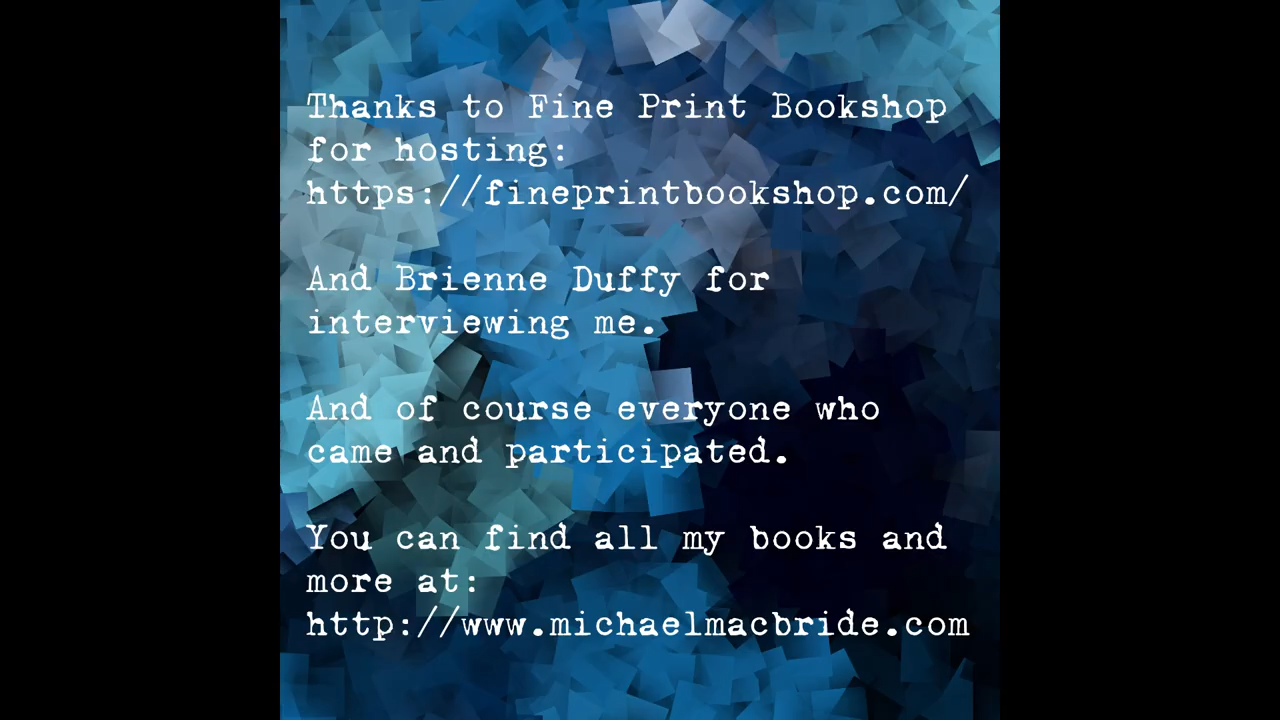 Thanks to Fine Print Bookshop
for hosting:
https://fineprintbookshop.com/
And Brienne Duffy for
interviewing me.
And of course everyone who
came and participated.
You can find all my books and
more at:
http://www.michaelmacbride.com